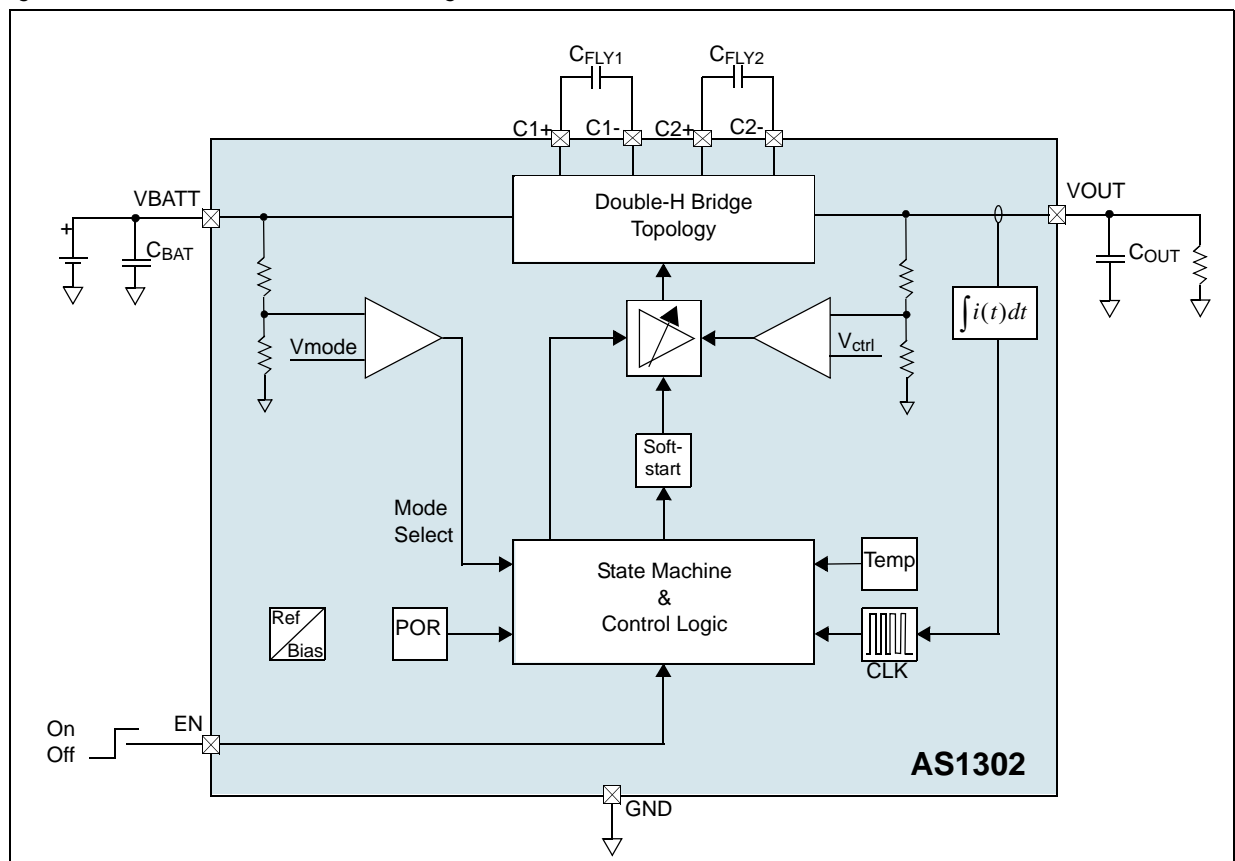 CFLY1
CFLY2
C1+
C1-
C2+
C2-
VBATT
Double-H Bridge
Topology
VOUT
+
CBAT
COUT
∫i(t)dt
Vmode
Vctrl
Soft-
start
Mode
Select
State Machine
&
Control Logic
Temp
Ref
Bias
POR
CLK
On
Off
EN
AS1302
GND